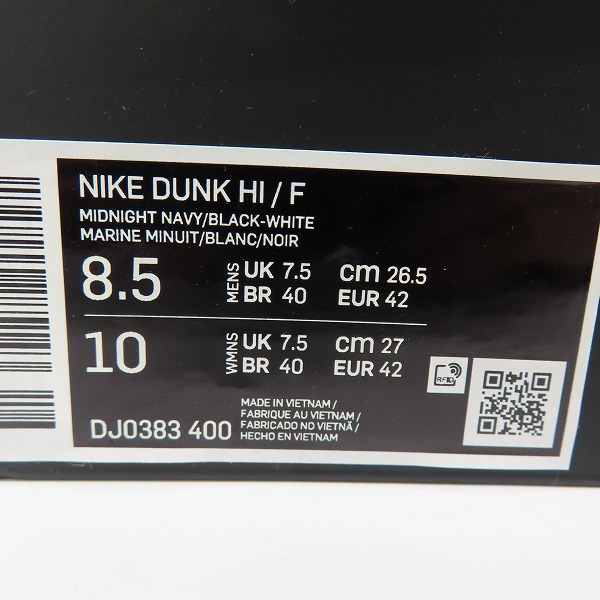 NIKE DUNK HI / F
MIDNIGHT NAVY/BLACK-WHITE
MARINE MINUIT/BLANC/NOIR
8.5 MENS UK 7.5 cm 26.5
BR 40 EUR 42
10 WMNS UK 7.5 cm 27
BR 40 EUR 42
RFID
DJ0383 400
MADE IN VIETNAM /
FABRIQUE AU VIETNAM /
FABRICADO NO VIETNÃ /
HECHO EN VIETNAM